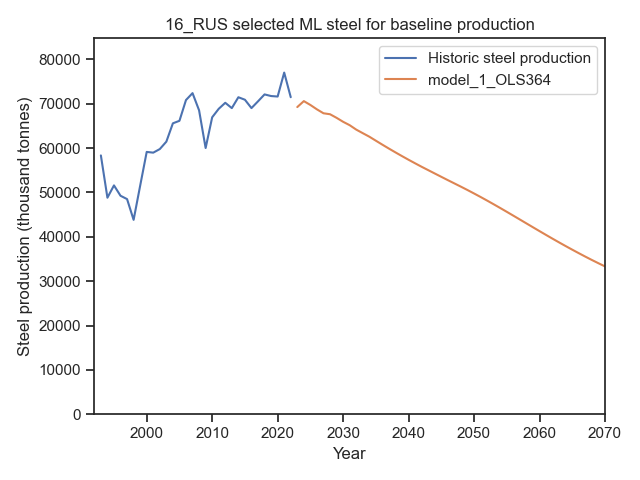 16_RUS selected ML steel for baseline production
Historic steel production
model_1_OLS364
Steel production (thousand tonnes)
80000
70000
60000
50000
40000
30000
20000
10000
0
2000 2010 2020 2030 2040 2050 2060 2070
Year